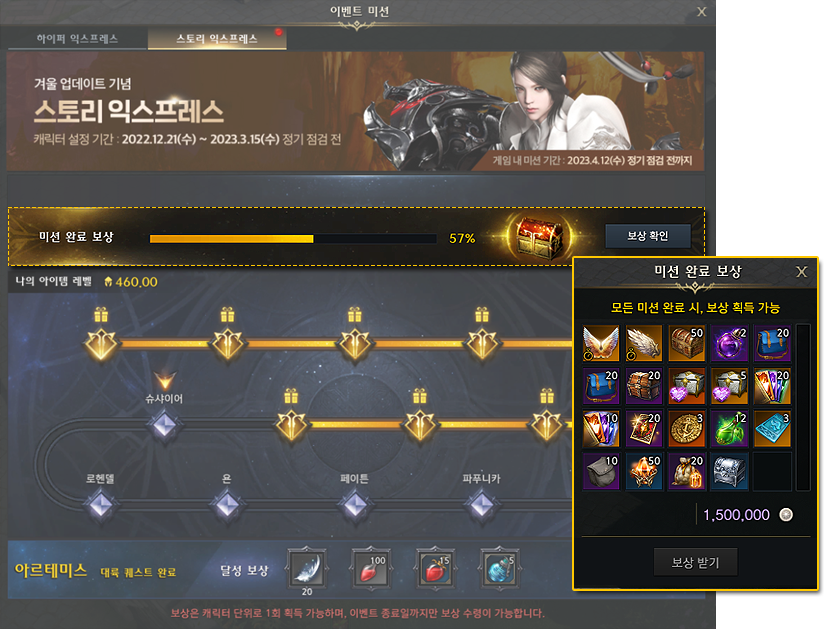 이벤트 미션
X
하이퍼 익스프레스
스토리 익스프레스
겨울 업데이트 기념
스토리 익스프레스
캐릭터 설정 기간 : 2022.12.21(수) ~ 2023.3.15(수) 정기 점검 전
게임 내 미션 기간 : 2023.4.12(수) 정기 점검 전까지
미션 완료 보상
57%
보상 확인
나의 아이템 레벨
460,00
슈샤이어
로헨델
욘
페이튼
파푸니카
아르테미스
대륙 퀘스트 완료
달성 보상
20
100
15
5
보상은 캐릭터 단위로 1회 획득 가능하며, 이벤트 종료일까지만 보상 수령이 가능합니다.
미션 완료 보상
X
모든 미션 완료 시, 보상 획득 가능
50 2 20
20 20 5 5 20
10 20 3 12 3
10 50 20
1,500,000
보상 받기